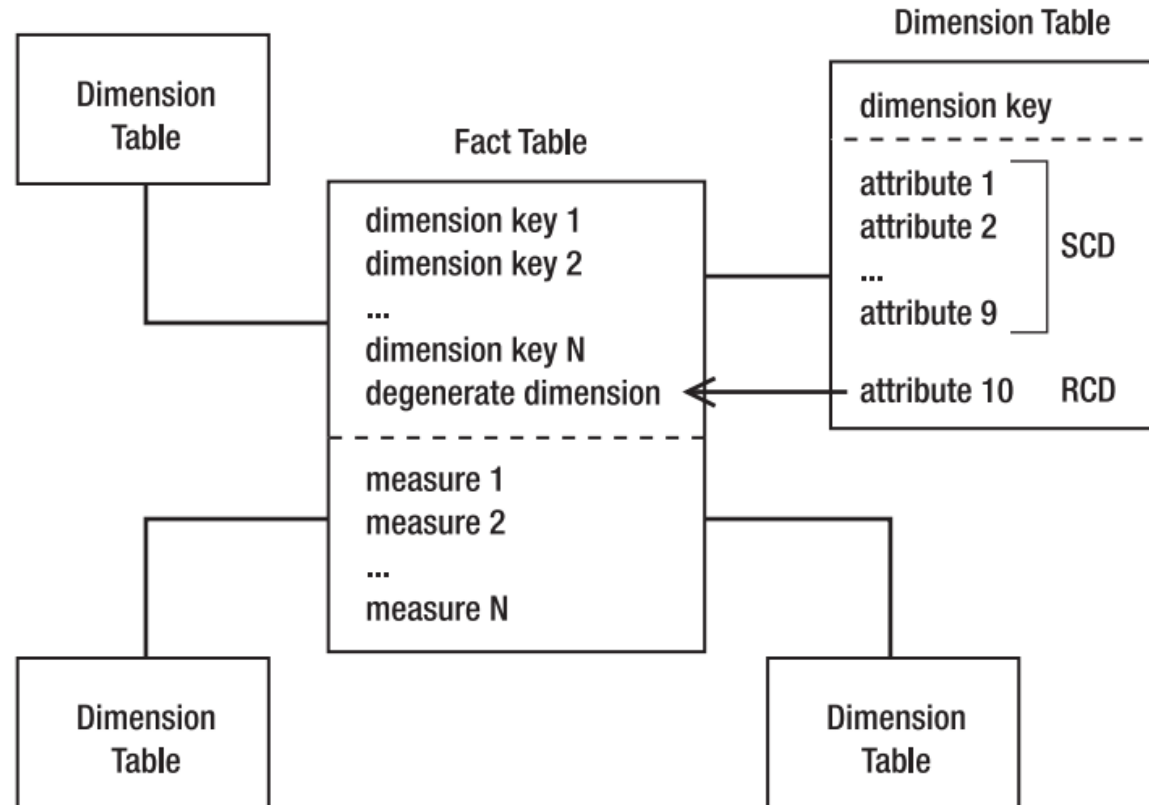 Dimension Table
Dimension
Table
dimension key
Fact Table
attribute 1
attribute 2
...
attribute 9
SCD
attribute 10
RCD
dimension key 1
dimension key 2
...
dimension key N
degenerate dimension
measure 1
measure 2
...
measure N
Dimension
Table
Dimension
Table